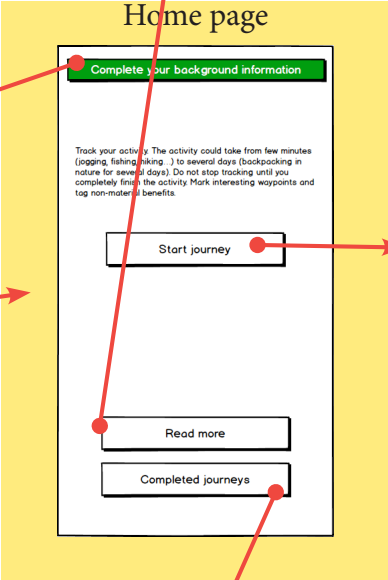 Home page
Complete your background information
Track your activity. The activity could take from few minutes
(jogging, fishing, hiking...) to several days (backpacking in
nature for several days). Do not stop tracking until you
completely finish the activity. Mark interesting waypoints and
tag non-material benefits.
Start journey
Read more
Completed journeys